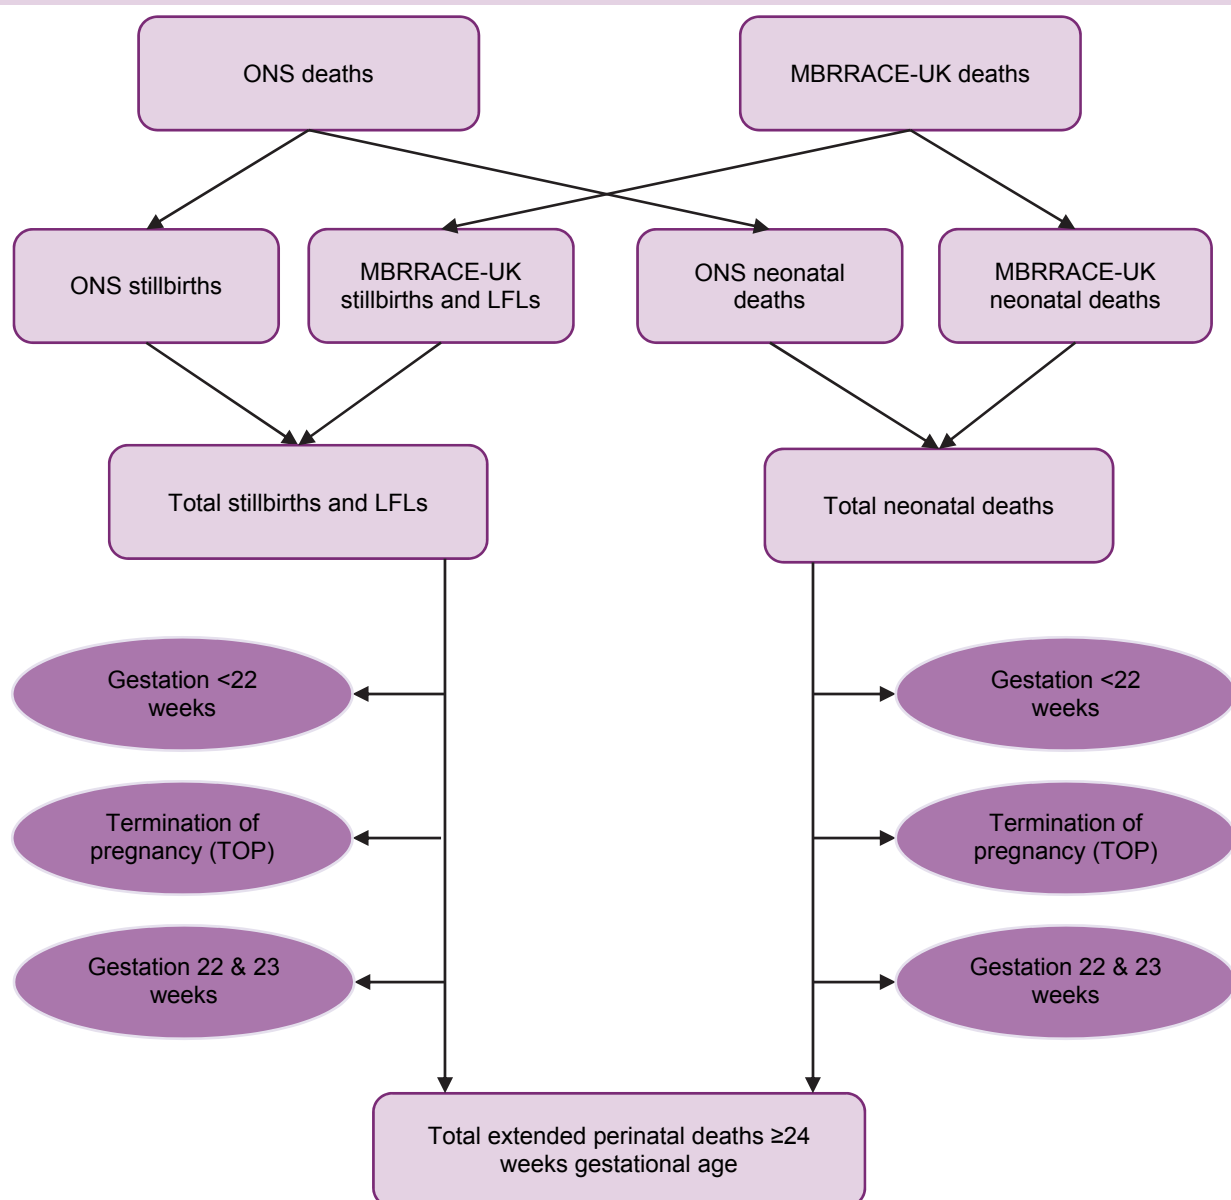 ONS deaths
MBRRACE-UK deaths
ONS stillbirths
MBRRACE-UK
stillbirths and LFLs
ONS neonatal
deaths
MBRRACE-UK
neonatal deaths
Total stillbirths and LFLs
Total neonatal deaths
Gestation <22
weeks
Gestation <22
weeks
Termination of
pregnancy (TOP)
Termination of
pregnancy (TOP)
Gestation 22 & 23
weeks
Gestation 22 & 23
weeks
Total extended perinatal deaths ≥24
weeks gestational age